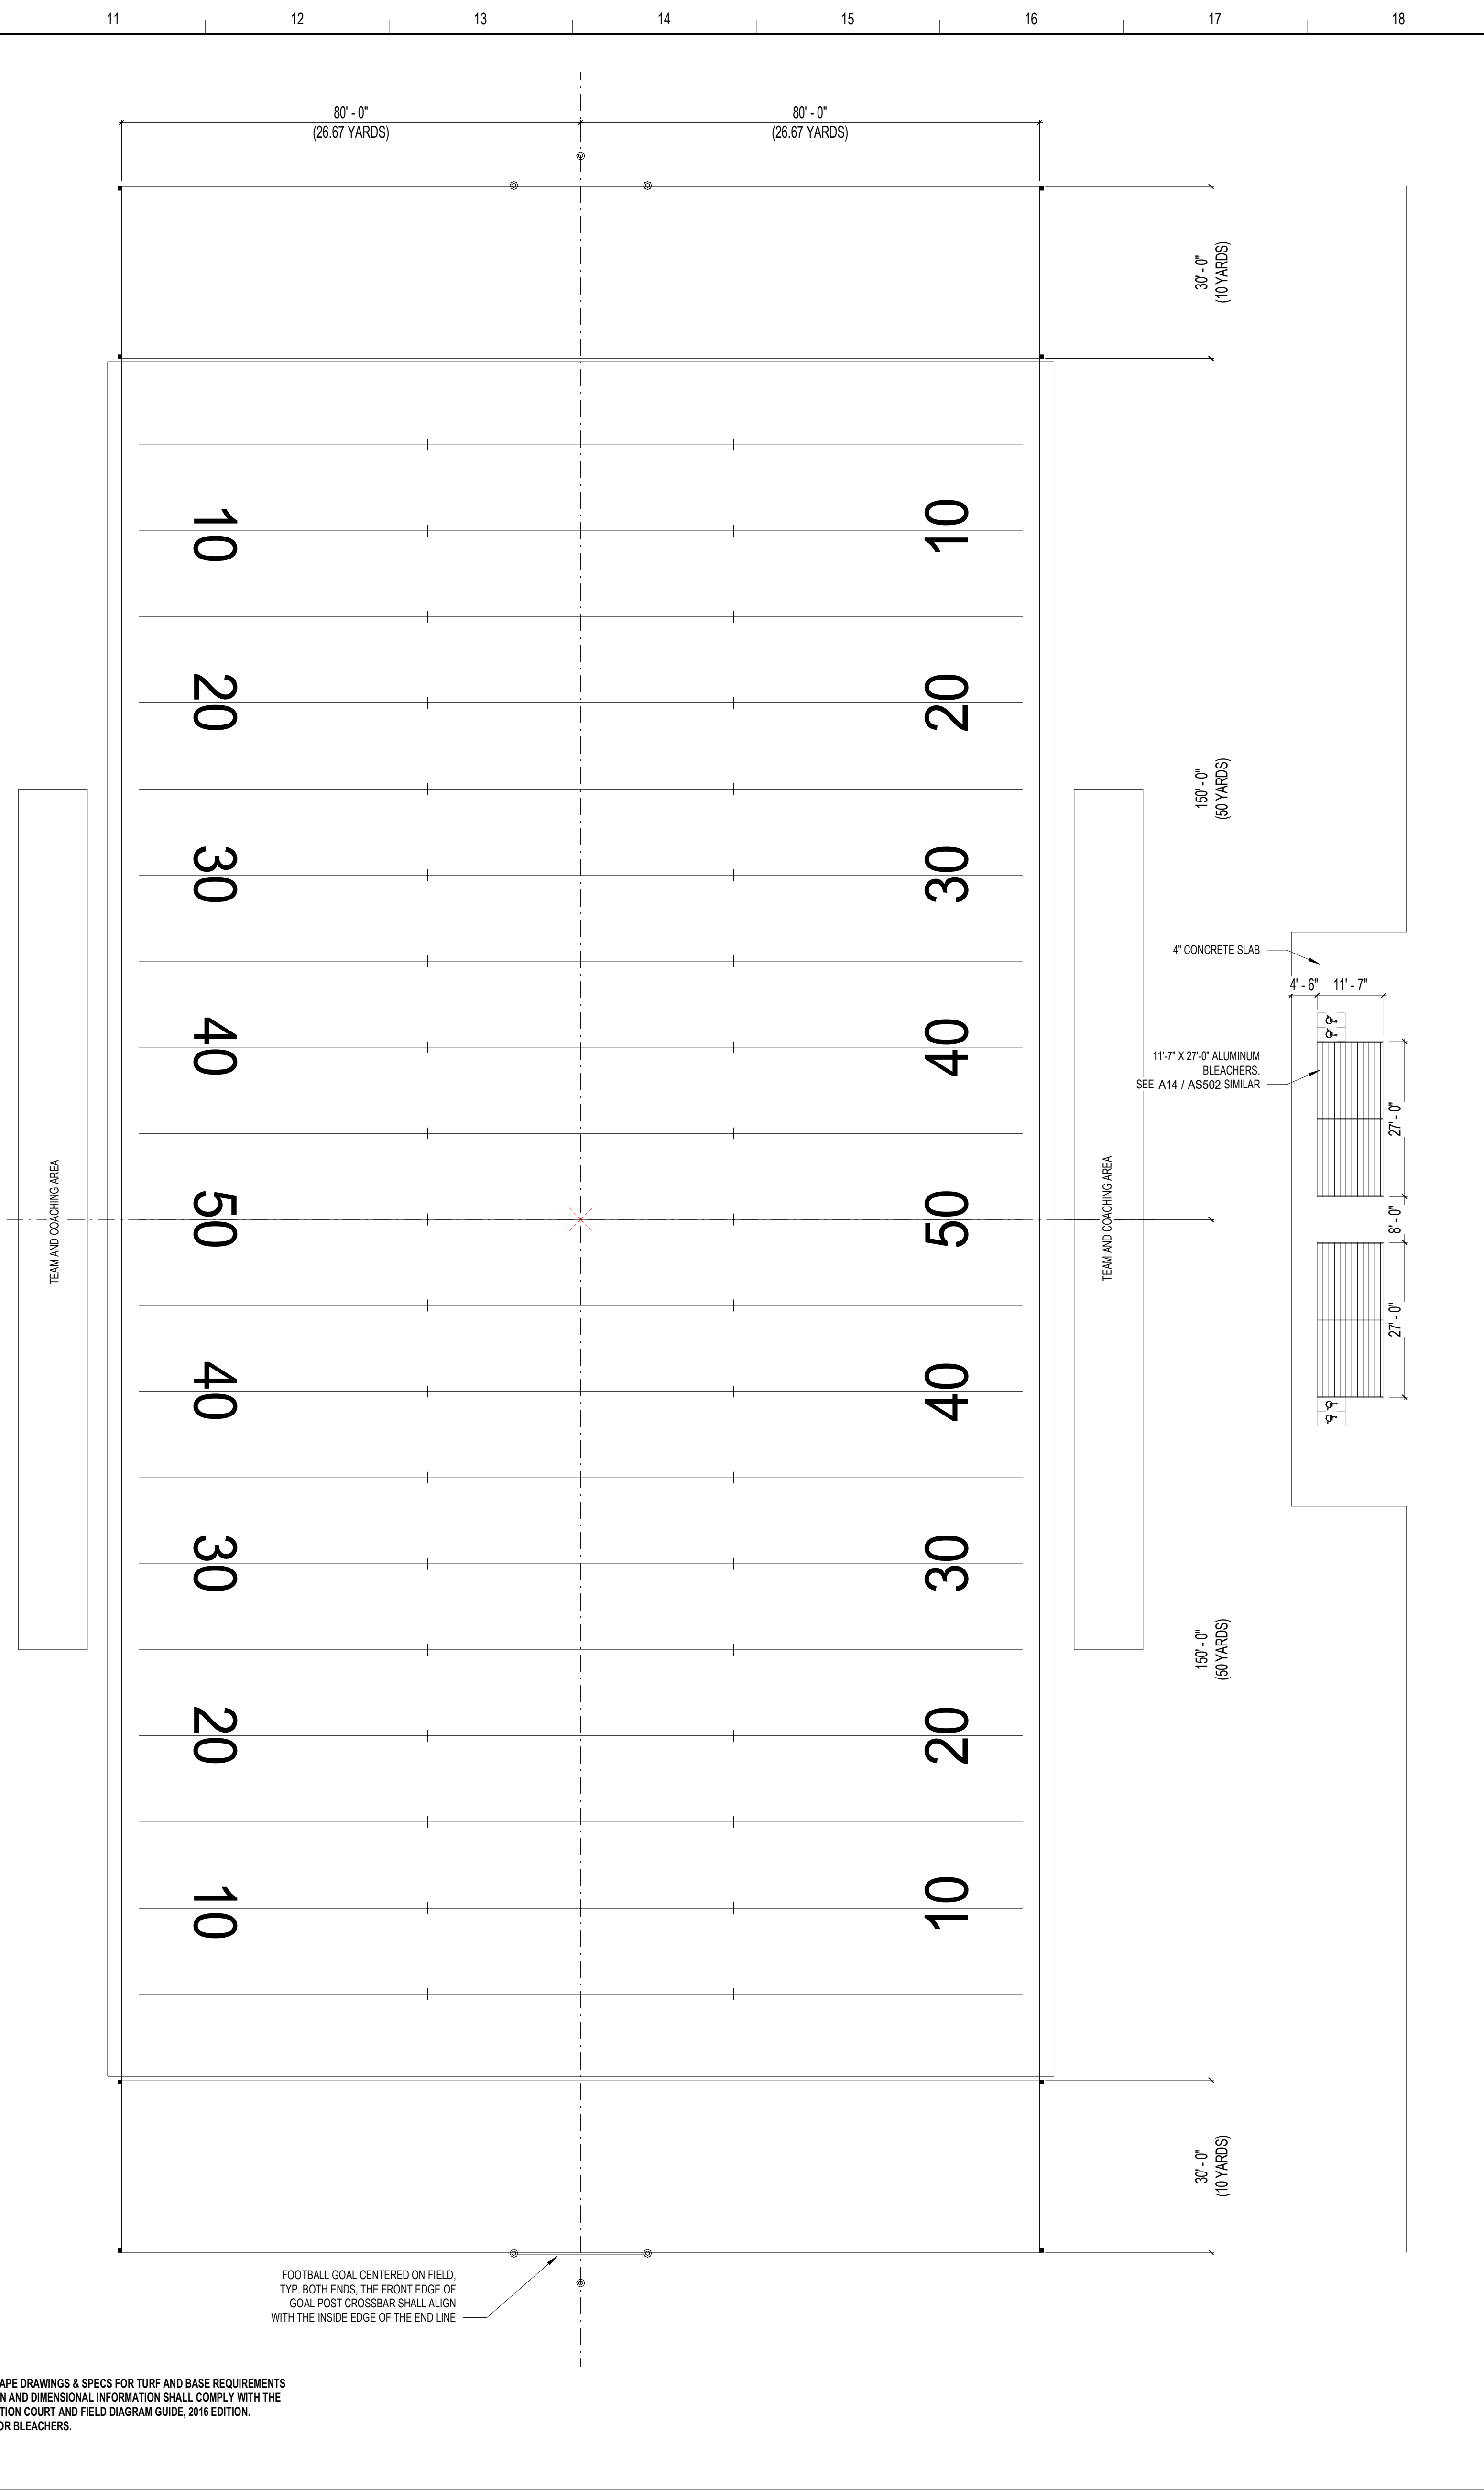 11 12 13 14 15 16 17 18
80' - 0" 80' - 0"
(26.67 YARDS) (26.67 YARDS)
30' - 0"
(10 YARDS)
10 10
20 20
150' - 0"
(50 YARDS)
30 30
4" CONCRETE SLAB
4' - 6" 11' - 7"
40 40
11'-7" X 27'-0" ALUMINUM
BLEACHERS.
SEE A14 / AS502 SIMILAR
27' - 0"
TEAM AND COACHING AREA
50 50
TEAM AND COACHING AREA
8' - 0"
27' - 0"
40 40
30 30
150' - 0"
(50 YARDS)
20 20
10 10
30' - 0"
(10 YARDS)
FOOTBALL GOAL CENTERED ON FIELD,
TYP. BOTH ENDS, THE FRONT EDGE OF
GOAL POST CROSSBAR SHALL ALIGN
WITH THE INSIDE EDGE OF THE END LINE
APE DRAWINGS & SPECS FOR TURF AND BASE REQUIREMENTS
N AND DIMENSIONAL INFORMATION SHALL COMPLY WITH THE
TION COURT AND FIELD DIAGRAM GUIDE, 2016 EDITION.
OR BLEACHERS.